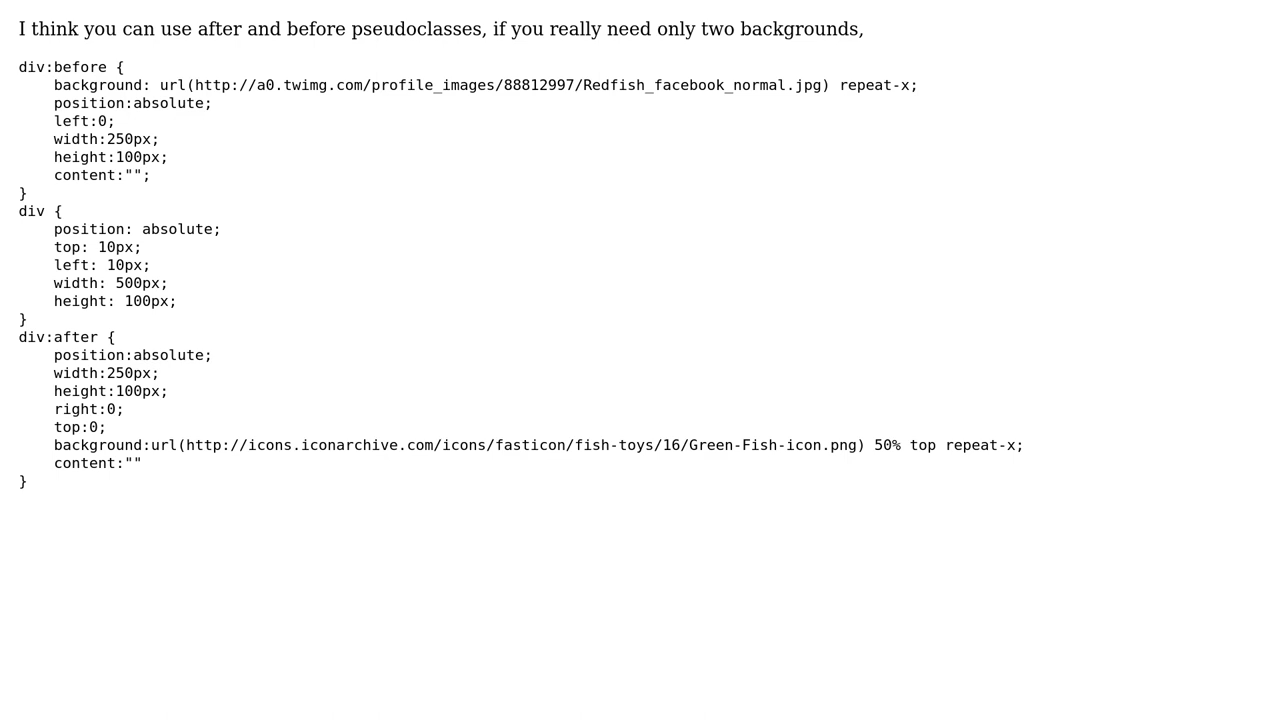 I think you can use after and before pseudoclasses, if you really need only two backgrounds,
div:before {
    background: url(http://a0.twimg.com/profile_images/88812997/Redfish_facebook_normal.jpg) repeat-x;
    position:absolute;
    left:0;
    width:250px;
    height:100px;
    content:"";
}
div {
    position: absolute;
    top: 10px;
    left: 10px;
    width: 500px;
    height: 100px;
}
div:after {
    position:absolute;
    width:250px;
    height:100px;
    right:0;
    top:0;
    background:url(http://icons.iconarchive.com/icons/fasticon/fish-toys/16/Green-Fish-icon.png) 50% top repeat-x;
    content:""
}